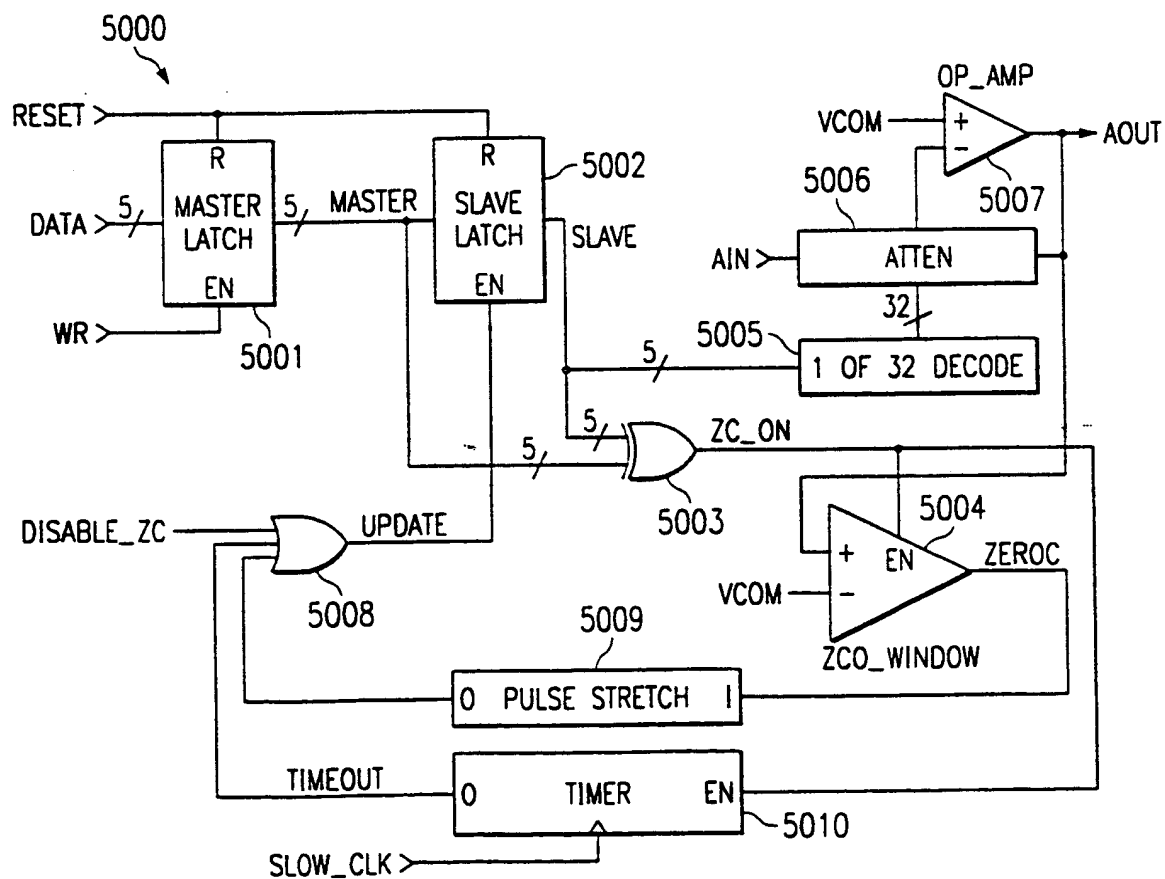 5000
OP_AMP
RESET
VCOM
+
−
AOUT
R
R
5002
5006
5007
DATA
5
MASTER
LATCH
5
MASTER
SLAVE
LATCH
SLAVE
AIN
ATTEN
EN
EN
32
WR
5001
5005
5
1 OF 32 DECODE
5
5
ZC_ON
5003
DISABLE_ZC
UPDATE
5004
+
EN
ZEROC
5008
VCOM
−
5009
ZCO_WINDOW
O PULSE STRETCH I
TIMEOUT
O TIMER EN
5010
SLOW_CLK